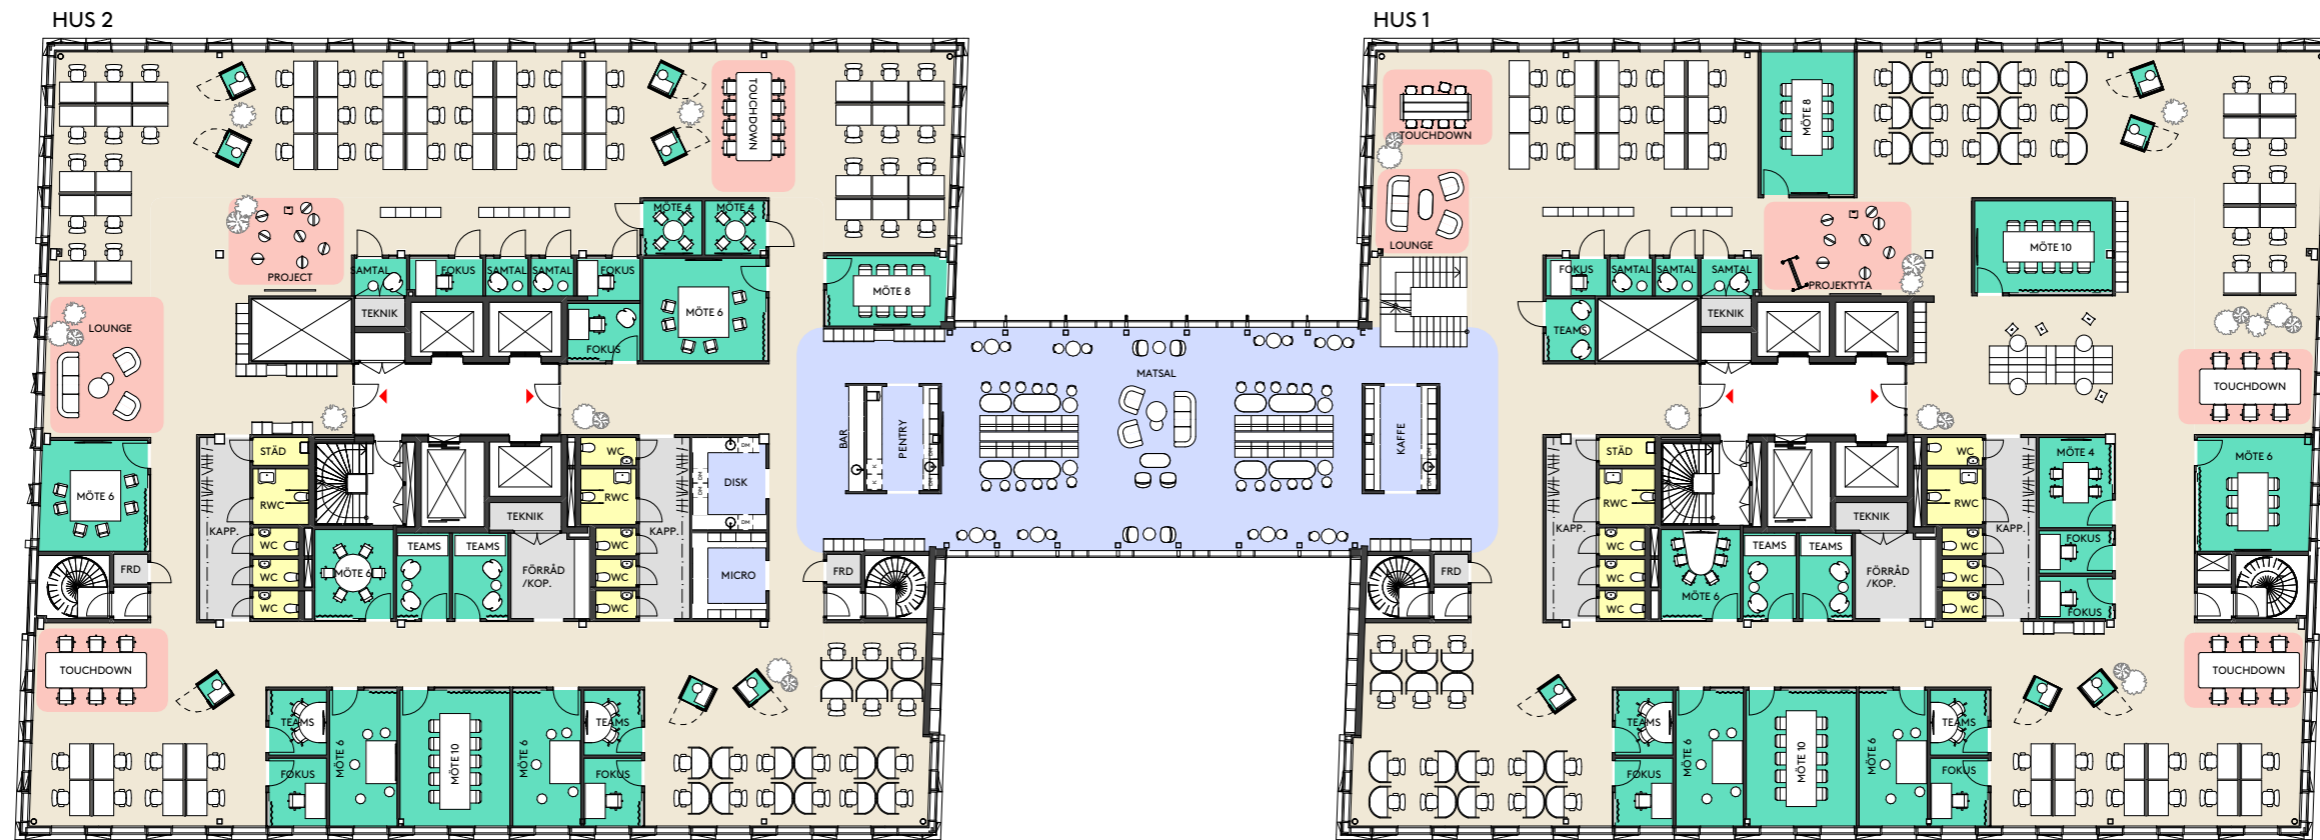 HUS 2
HUS 1
TOUCHDOWN
MÖTE 4
MÖTE 4
PROJECT
SAMTAL
FOKUS
SAMTAL
SAMTAL
FOKUS
TEKNIK
FOKUS
MÖTE 6
MÖTE 8
LOUNGE
MÖTE 6
FRD
KAPP.
STÄD
RWC
WC
WC
WC
TEKNIK
MÖTE 6
TEAMS
TEAMS
FÖRRÅD
/KOP.
WC
RWC
WC
WC
WC
KAPP.
DISK
MICRO
BAR
PENTRY
MATSAL
KAFFE
FRD
TOUCHDOWN
TEAMS
FOKUS
MÖTE 6
MÖTE 10
MÖTE 6
TEAMS
FOKUS
TOUCHDOWN
LOUNGE
MÖTE 8
MÖTE 10
PROJEKTYTA
FOKUS
SAMTAL
SAMTAL
SAMTAL
TEAMS
TEKNIK
TOUCHDOWN
FRD
KAPP.
STÄD
RWC
WC
WC
WC
TEKNIK
MÖTE 6
TEAMS
TEAMS
FÖRRÅD
/KOP.
WC
RWC
WC
WC
WC
KAPP.
MÖTE 4
FOKUS
FOKUS
MÖTE 6
TOUCHDOWN
TEAMS
FOKUS
MÖTE 6
MÖTE 10
MÖTE 6
TEAMS
FOKUS